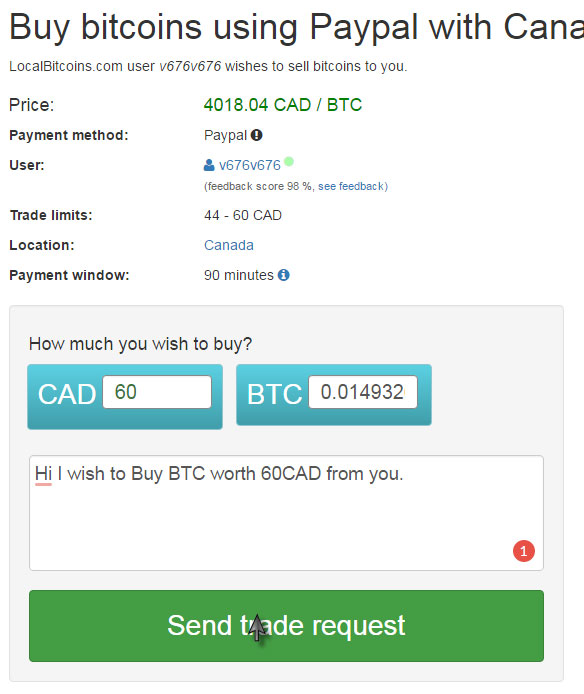 Buy bitcoins using Paypal with Cana
LocalBitcoins.com user v676v676 wishes to sell bitcoins to you.
Price: 4018.04 CAD / BTC
Payment method: Paypal
User: v676v676
(feedback score 98 %, see feedback)
Trade limits: 44 - 60 CAD
Location: Canada
Payment window: 90 minutes
How much you wish to buy?
CAD 60 BTC 0.014932
Hi I wish to Buy BTC worth 60CAD from you.
1
Send trade request